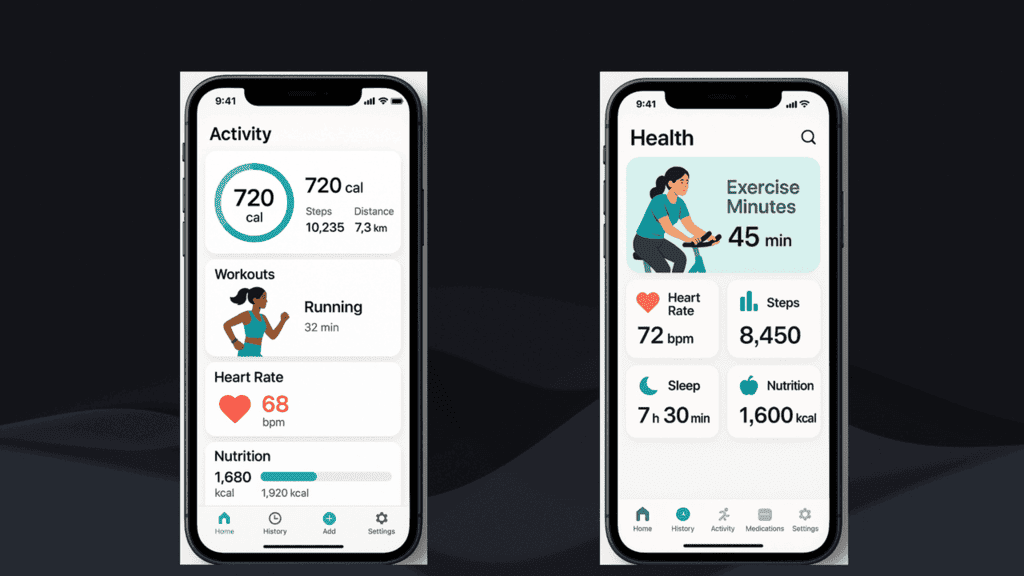 9:41
Activity
720
cal
720 cal
Steps Distance
10,235 7,3 km
Workouts
Running
32 min
Heart Rate
68
bpm
Nutrition
1,680
kcal
1,920 kcal
Home History Add Settings
9:41
Health
Exercise
Minutes
45 min
Heart
Rate
72 bpm
Steps
8,450
Sleep
7 h 30 min
Nutrition
1,600 kcal
Home History Activity Medications Settings